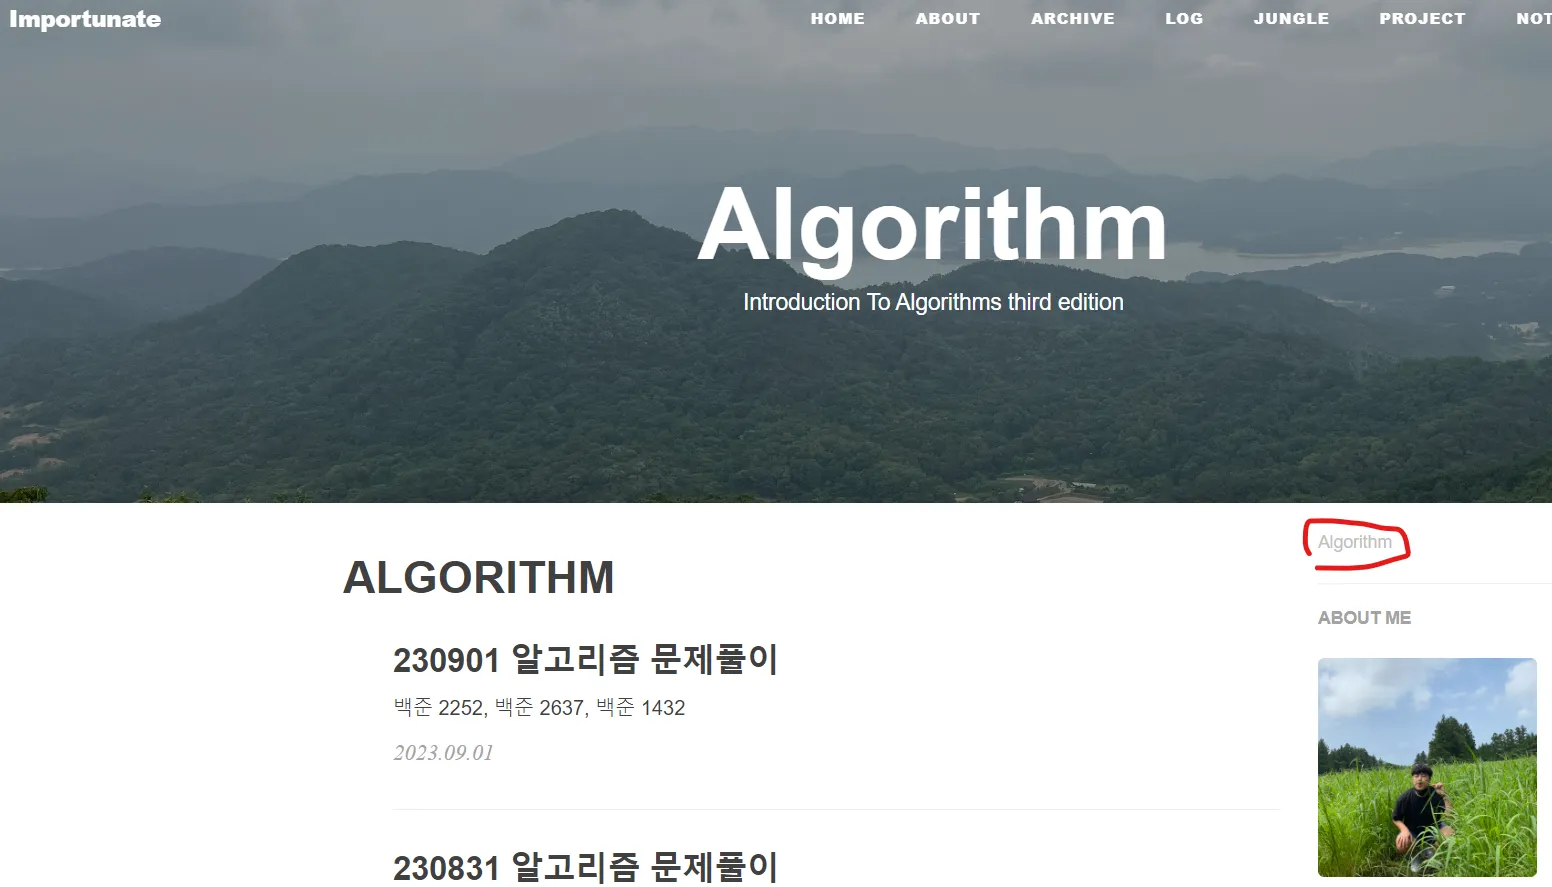 Importunate
HOME ABOUT ARCHIVE LOG JUNGLE PROJECT NOT
Algorithm
Introduction To Algorithms third edition
Algorithm
ALGORITHM
ABOUT ME
230901 알고리즘 문제풀이
백준 2252, 백준 2637, 백준 1432
2023.09.01
230831 알고리즘 문제풀이